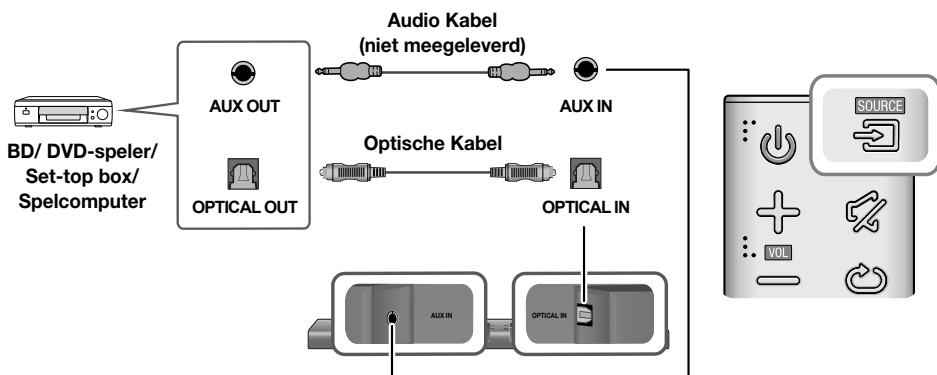 Audio Kabel
(niet meegeleverd)
AUX OUT
AUX IN
SOURCE
BD/ DVD-speler/
Set-top box/
Spelcomputer
Optische Kabel
OPTICAL OUT
OPTICAL IN
VOL
AUX IN
OPTICAL IN